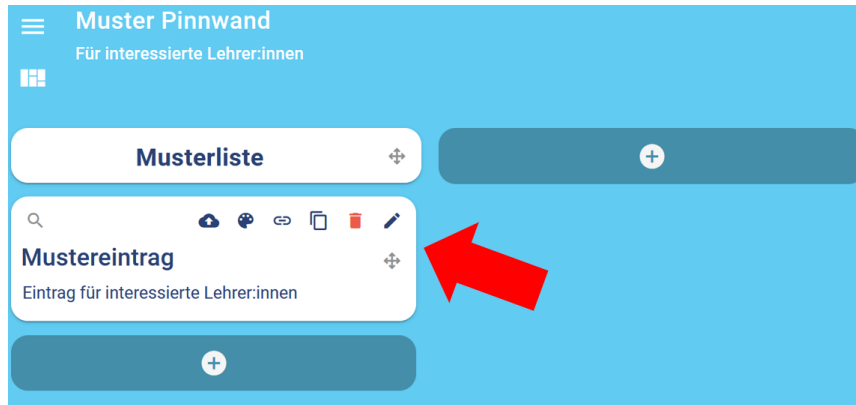 Muster Pinnwand
Für interessierte Lehrer:innen
Musterliste
Mustereintrag
Eintrag für interessierte Lehrer:innen